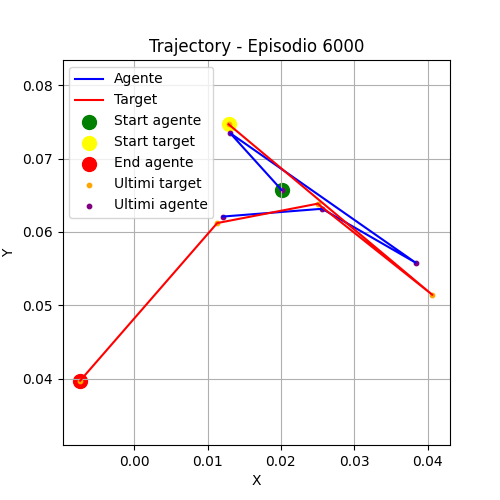 Trajectory - Episodio 6000
Agente
Target
Start agente
Start target
End agente
Ultimi target
Ultimi agente
0.08
0.07
0.06
0.05
0.04
Y
0.00 0.01 0.02 0.03 0.04
X